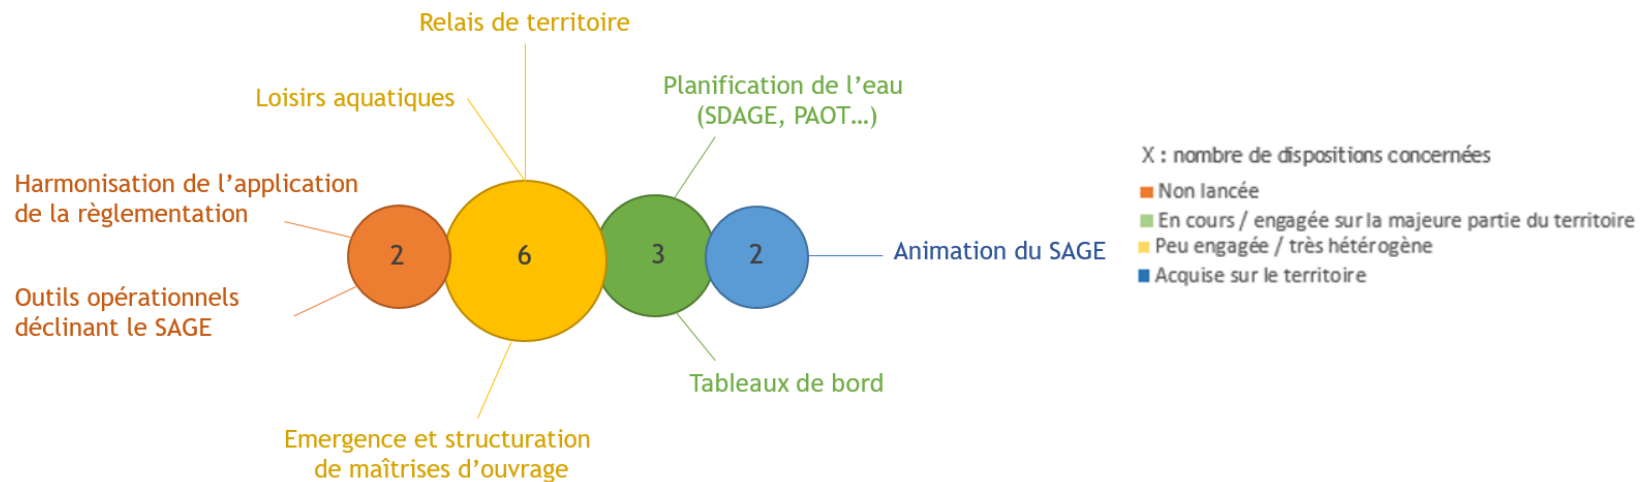 Relais de territoire
Loisirs aquatiques
Planification de l’eau
(SDAGE, PAOT…)
Harmonisation de l’application
de la règlementation
2
6
3
2
Animation du SAGE
Outils opérationnels
déclinant le SAGE
Tableaux de bord
Emergence et structuration
de maîtrises d’ouvrage
X : nombre de dispositions concernées
Non lancée
En cours / engagée sur la majeure partie du territoire
Peu engagée / très hétérogène
Acquise sur le territoire